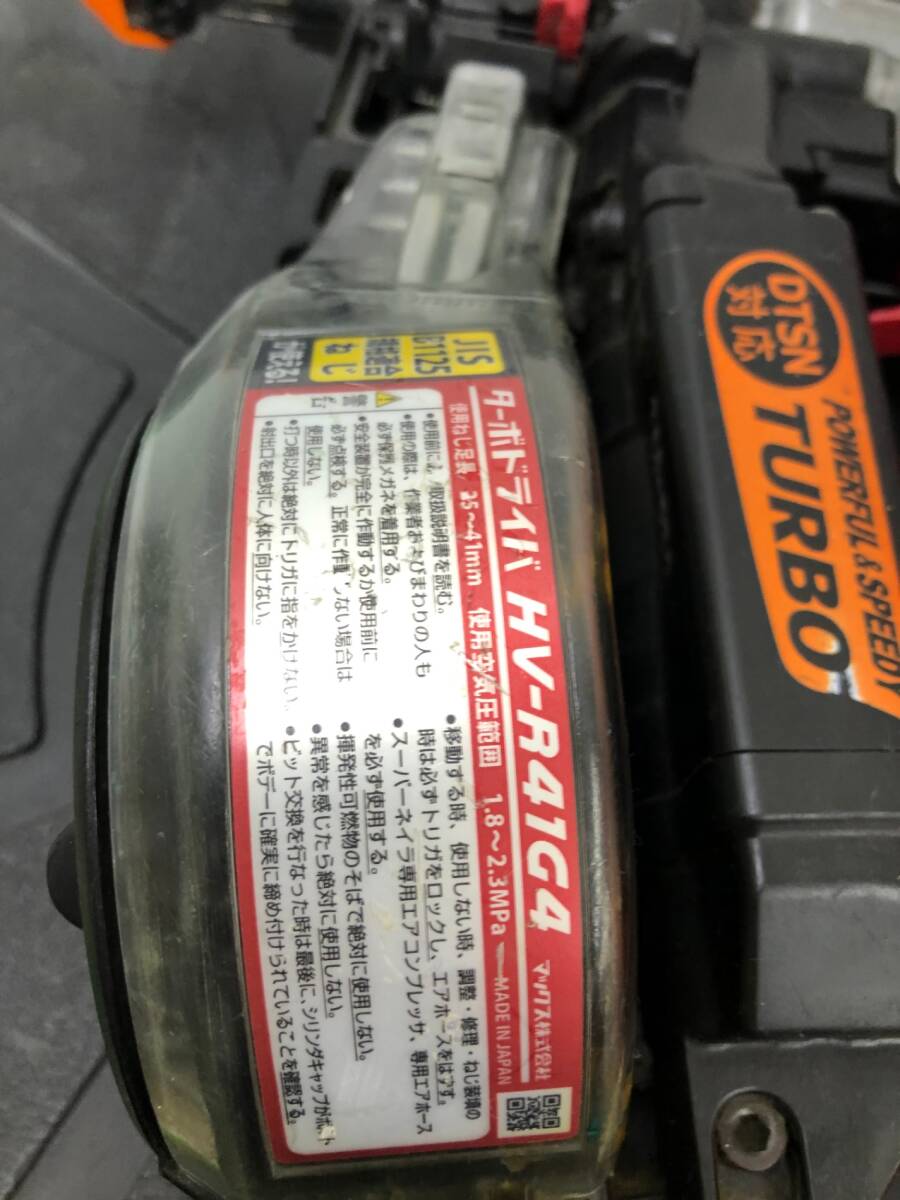 JIS
ねじ
が使える!
ターボドライバ HV-R41G4 マックス株式会社
使用ねじ足長 25～41mm 使用空気圧範囲 1.8～2.3MPa MADE IN JAPAN
警告
•使用前に 取扱説明書を読む。
•使用の際は、作業者およびまわりの人も
必ず保護メガネを着用する。
•安全装置が完全に作動するか使用前に
必ず点検する。正常に作動 ない場合は
使用しない。
•打つ時以外は絶対にトリガに指をかけない。
•射出口を絶対に人体に向けない。
•移動する時、使用しない時、調整・修理・ねじ装填の
時は必ずトリガをロックし、エアホースをはずす。
•スーパーネイラ専用エアコンプレッサ、専用エアホース
を必ず使用する。
•揮発性可燃物のそばで絶対に使用しない。
•異常を感じたら絶対に使用しない。
•ビット交換を行なった時は最後に、シリンダキャップがボルト
でボデーに確実に締め付けられていることを確認する。
DTSN
対応
POWERFUL & SPEEDY
TURBO